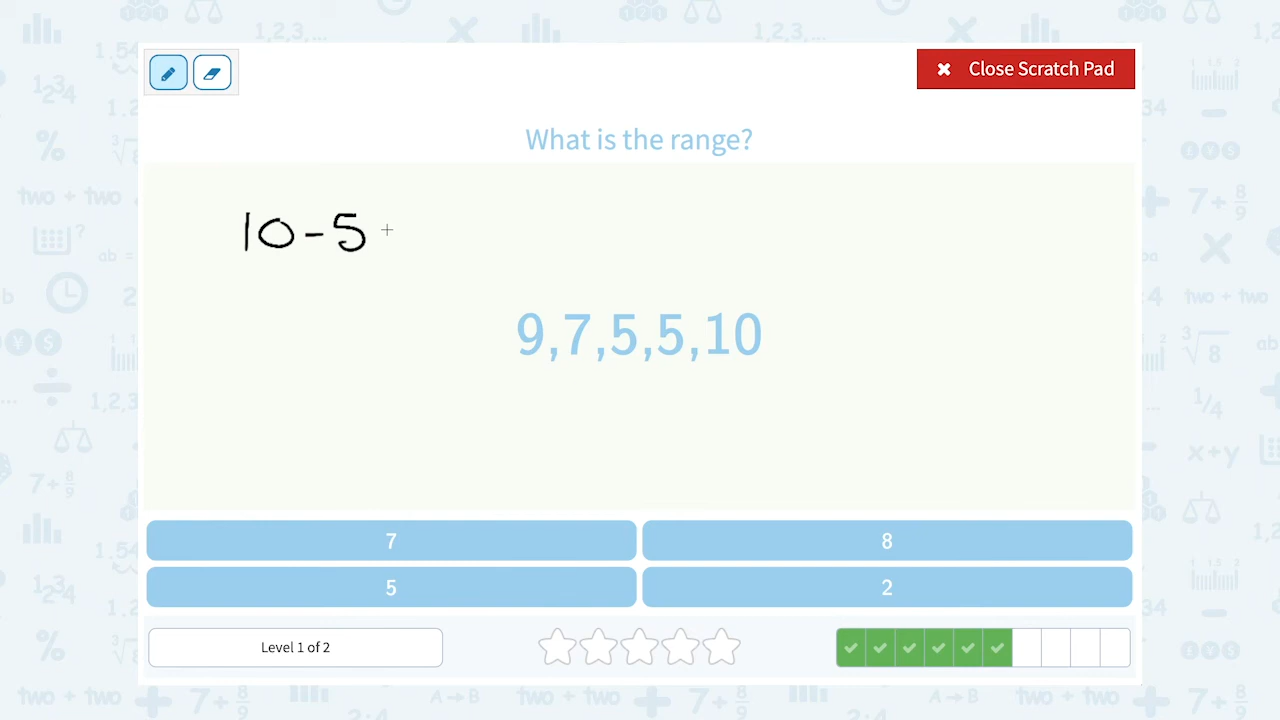 Close Scratch Pad
What is the range?
10-5
9,7,5,5,10
7
8
5
2
Level 1 of 2